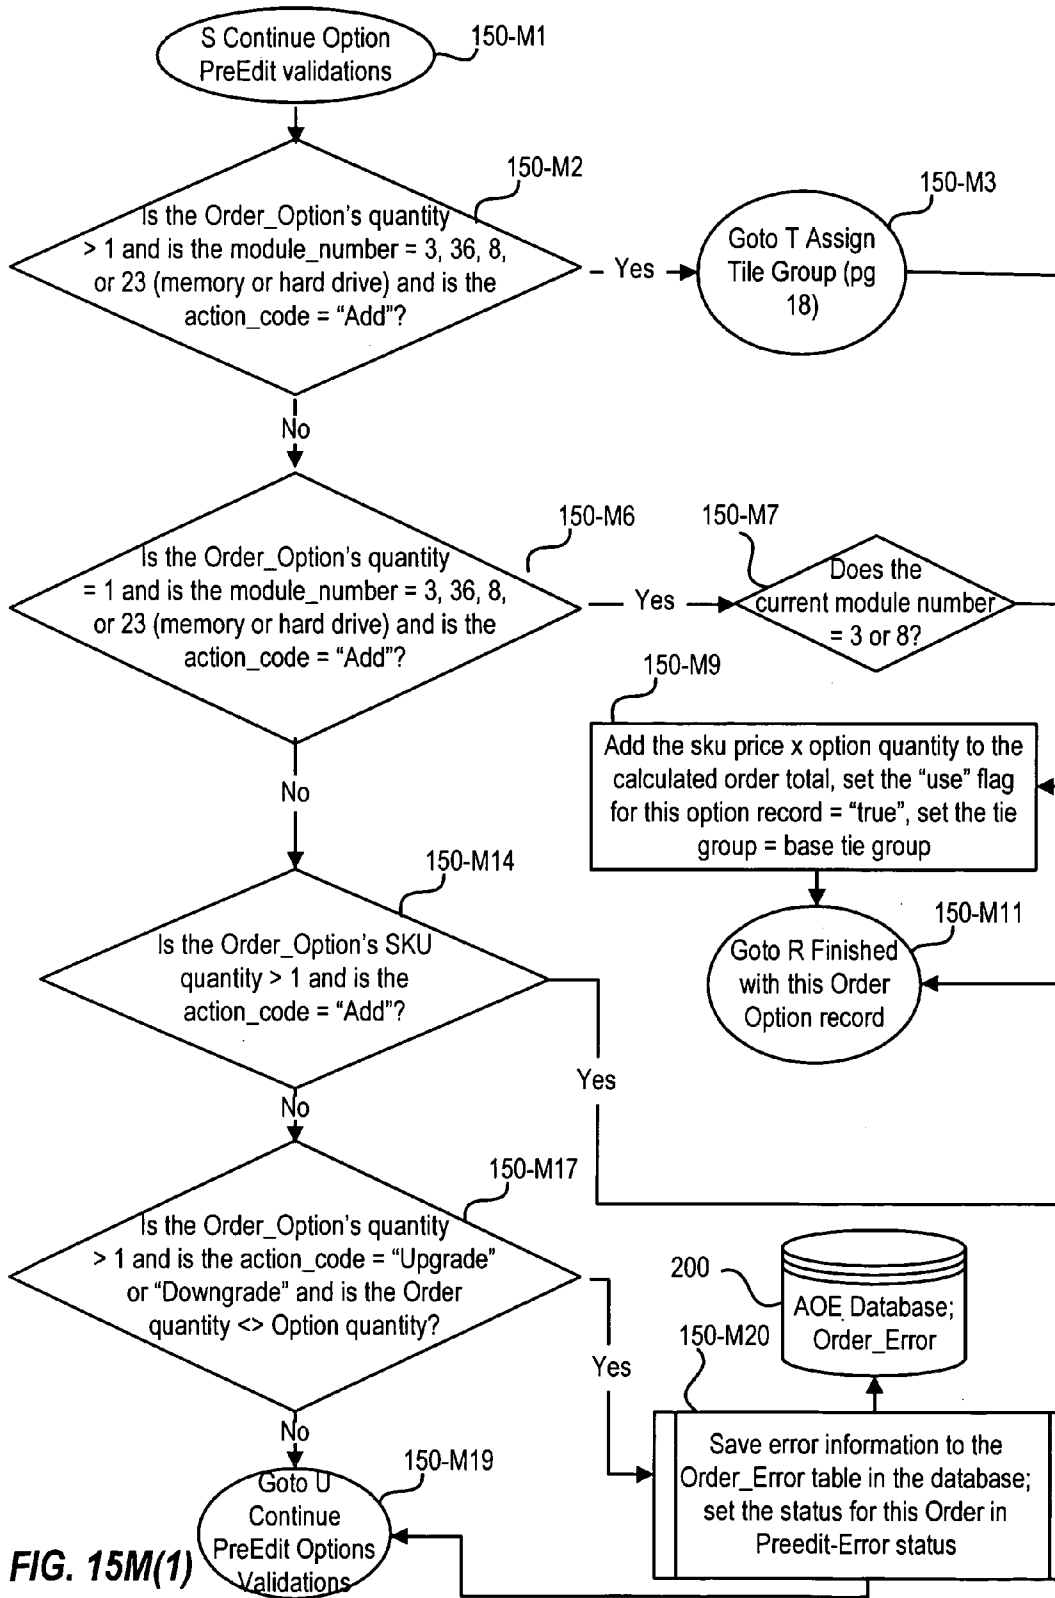 S Continue Option
PreEdit validations
150-M1
150-M2
Is the Order_Option's quantity
> 1 and is the module_number = 3, 36, 8,
or 23 (memory or hard drive) and is the
action_code = “Add”?
Yes
150-M3
Goto T Assign
Tile Group (pg
18)
No
150-M6
Is the Order_Option's quantity
= 1 and is the module_number = 3, 36, 8,
or 23 (memory or hard drive) and is the
action_code = “Add”?
Yes
150-M7
Does the
current module number
= 3 or 8?
150-M9
Add the sku price x option quantity to the
calculated order total, set the “use” flag
for this option record = “true”, set the tie
group = base tie group
No
150-M11
Goto R Finished
with this Order
Option record
150-M14
Is the Order_Option's SKU
quantity > 1 and is the
action_code = “Add”?
Yes
No
150-M17
Is the Order_Option's quantity
> 1 and is the action_code = “Upgrade”
or “Downgrade” and is the Order
quantity <> Option quantity?
Yes
200
AOE Database;
Order_Error
150-M20
Save error information to the
Order_Error table in the database;
set the status for this Order in
Preedit-Error status
No
150-M19
Goto U
Continue
PreEdit Options
Validations
FIG. 15M(1)